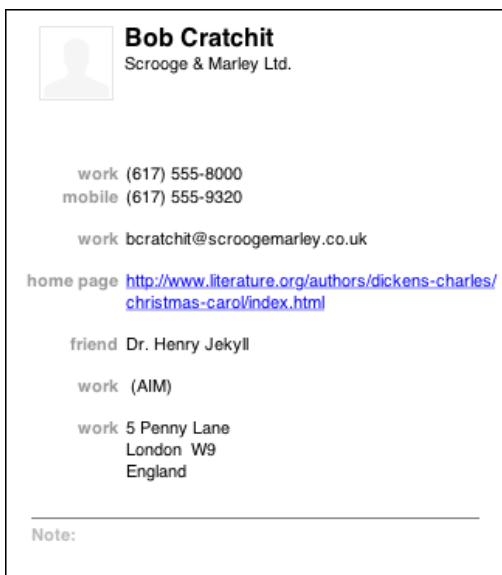 Bob Cratchit
Scrooge & Marley Ltd.
work (617) 555-8000
mobile (617) 555-9320
work bcratchit@scroogemarley.co.uk
home page http://www.literature.org/authors/dickens-charles/
christmas-carol/index.html
friend Dr. Henry Jekyll
work (AIM)
work 5 Penny Lane
London W9
England
Note: